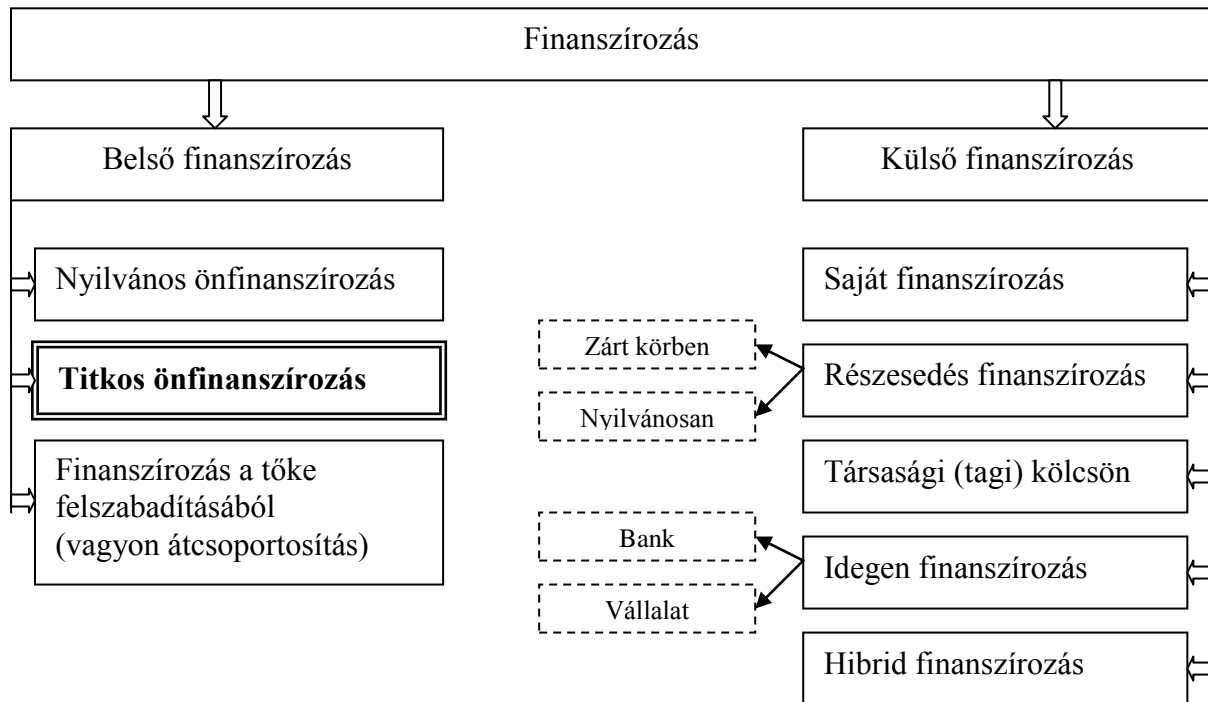 Finanszírozás
Belső finanszírozás
Külső finanszírozás
Nyilvános önfinanszírozás
Titkos önfinanszírozás
Finanszírozás a tőke
felszabadításából
(vagyon átcsoportosítás)
Saját finanszírozás
Részesedés finanszírozás
Zárt körben
Nyilvánosan
Társasági (tagi) kölcsön
Idegen finanszírozás
Bank
Vállalat
Hibrid finanszírozás